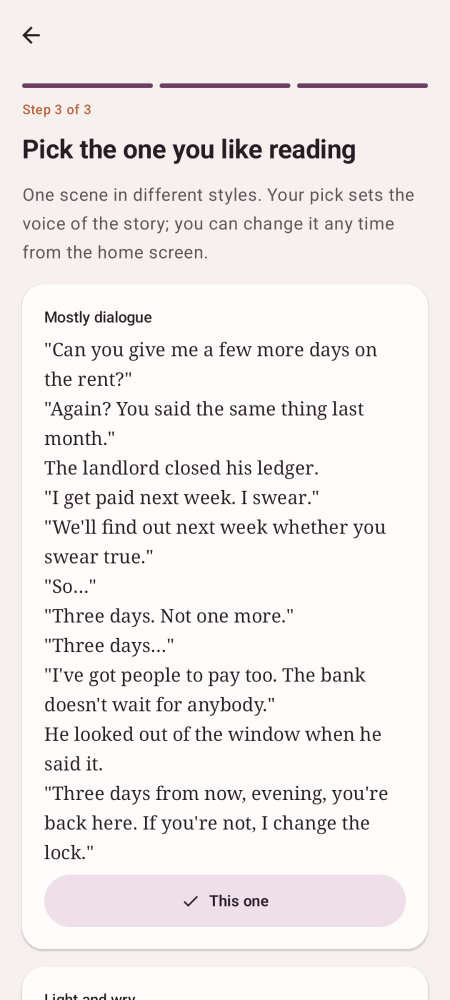 Step 3 of 3
Pick the one you like reading
One scene in different styles. Your pick sets the
voice of the story; you can change it any time
from the home screen.
Mostly dialogue
"Can you give me a few more days on
the rent?"
"Again? You said the same thing last
month."
The landlord closed his ledger.
"I get paid next week. I swear."
"We'll find out next week whether you
swear true."
"So..."
"Three days. Not one more."
"Three days..."
"I've got people to pay too. The bank
doesn't wait for anybody."
He looked out of the window when he
said it.
"Three days from now, evening, you're
back here. If you're not, I change the
lock."
This one
Light and wry